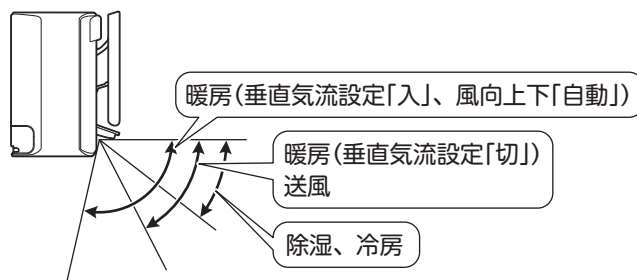 暖房(垂直気流設定「入」、風向上下「自動」)
暖房(垂直気流設定「切」)
送風
除湿、冷房